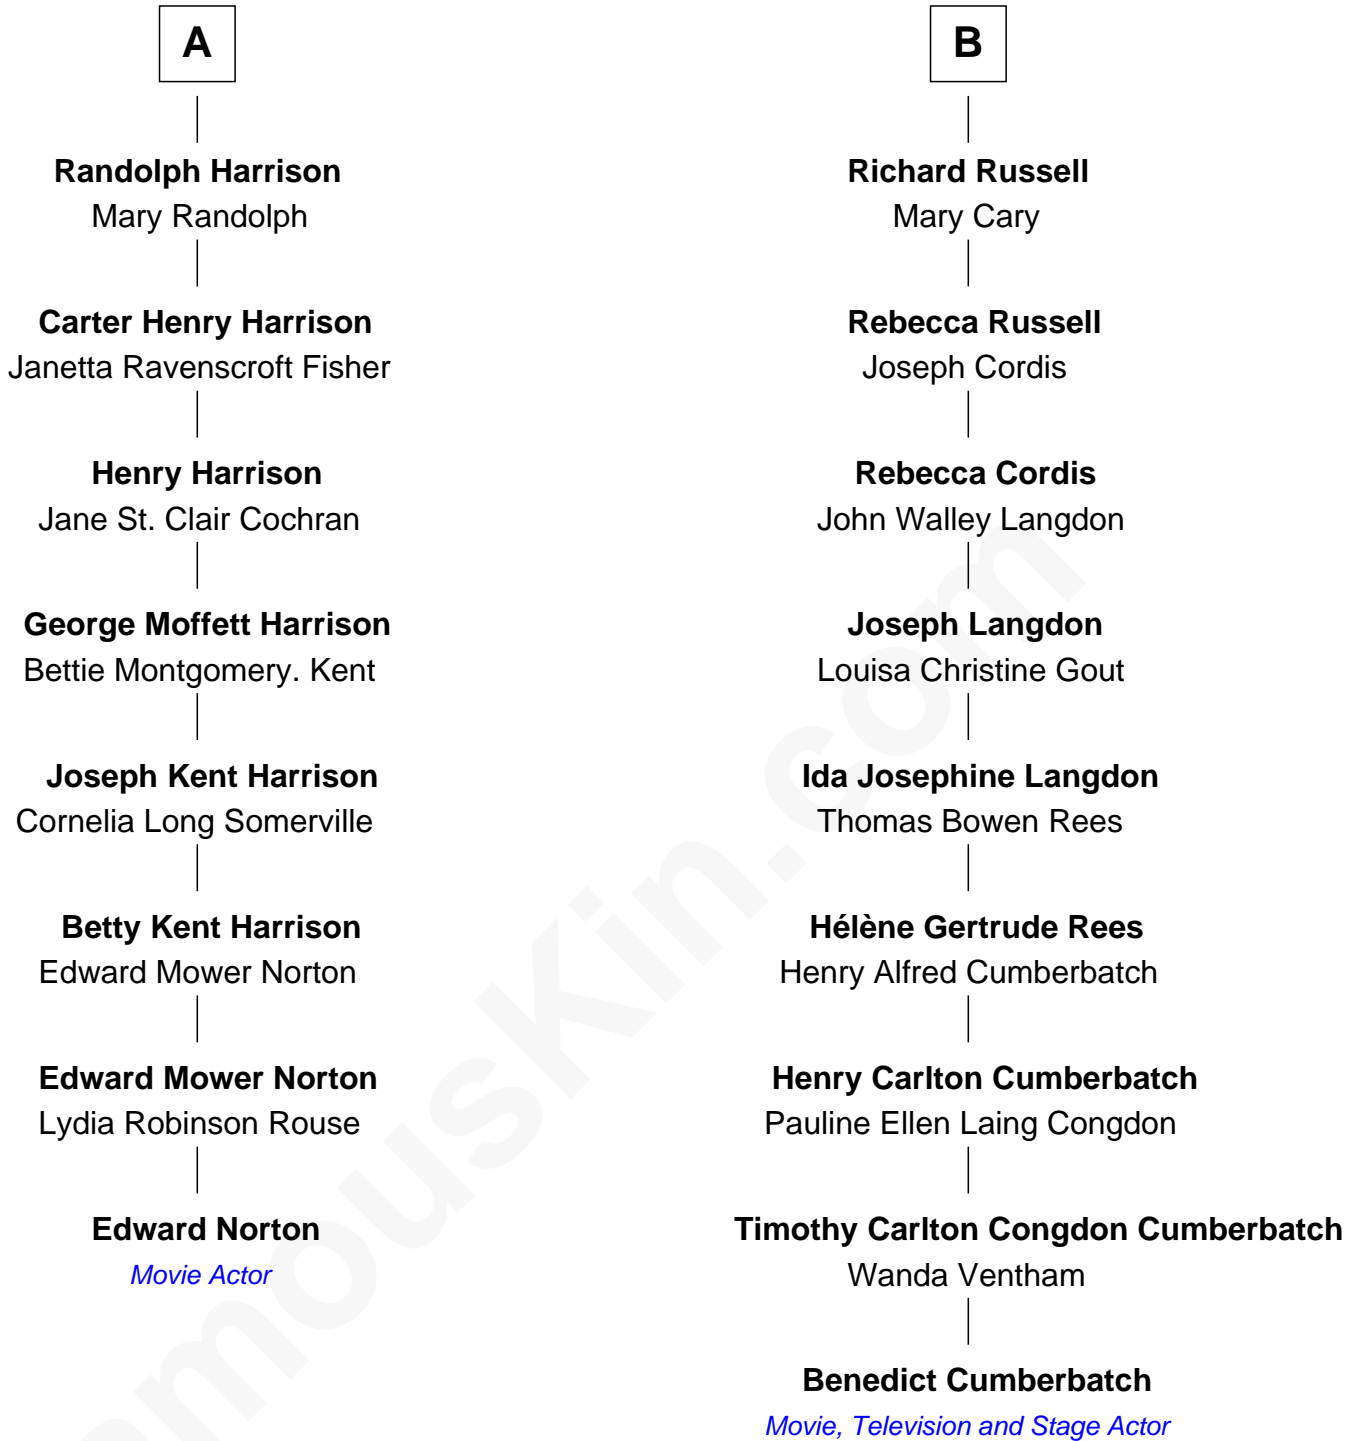 A
Randolph Harrison
Mary Randolph
Carter Henry Harrison
Janetta Ravenscroft Fisher
Henry Harrison
Jane St. Clair Cochran
George Moffett Harrison
Bettie Montgomery. Kent
Joseph Kent Harrison
Cornelia Long Somerville
Betty Kent Harrison
Edward Mower Norton
Edward Mower Norton
Lydia Robinson Rouse
Edward Norton
Movie Actor
B
Richard Russell
Mary Cary
Rebecca Russell
Joseph Cordis
Rebecca Cordis
John Walley Langdon
Joseph Langdon
Louisa Christine Gout
Ida Josephine Langdon
Thomas Bowen Rees
Hélène Gertrude Rees
Henry Alfred Cumberbatch
Henry Carlton Cumberbatch
Pauline Ellen Laing Congdon
Timothy Carlton Congdon Cumberbatch
Wanda Ventham
Benedict Cumberbatch
Movie, Television and Stage Actor
amousKin.com